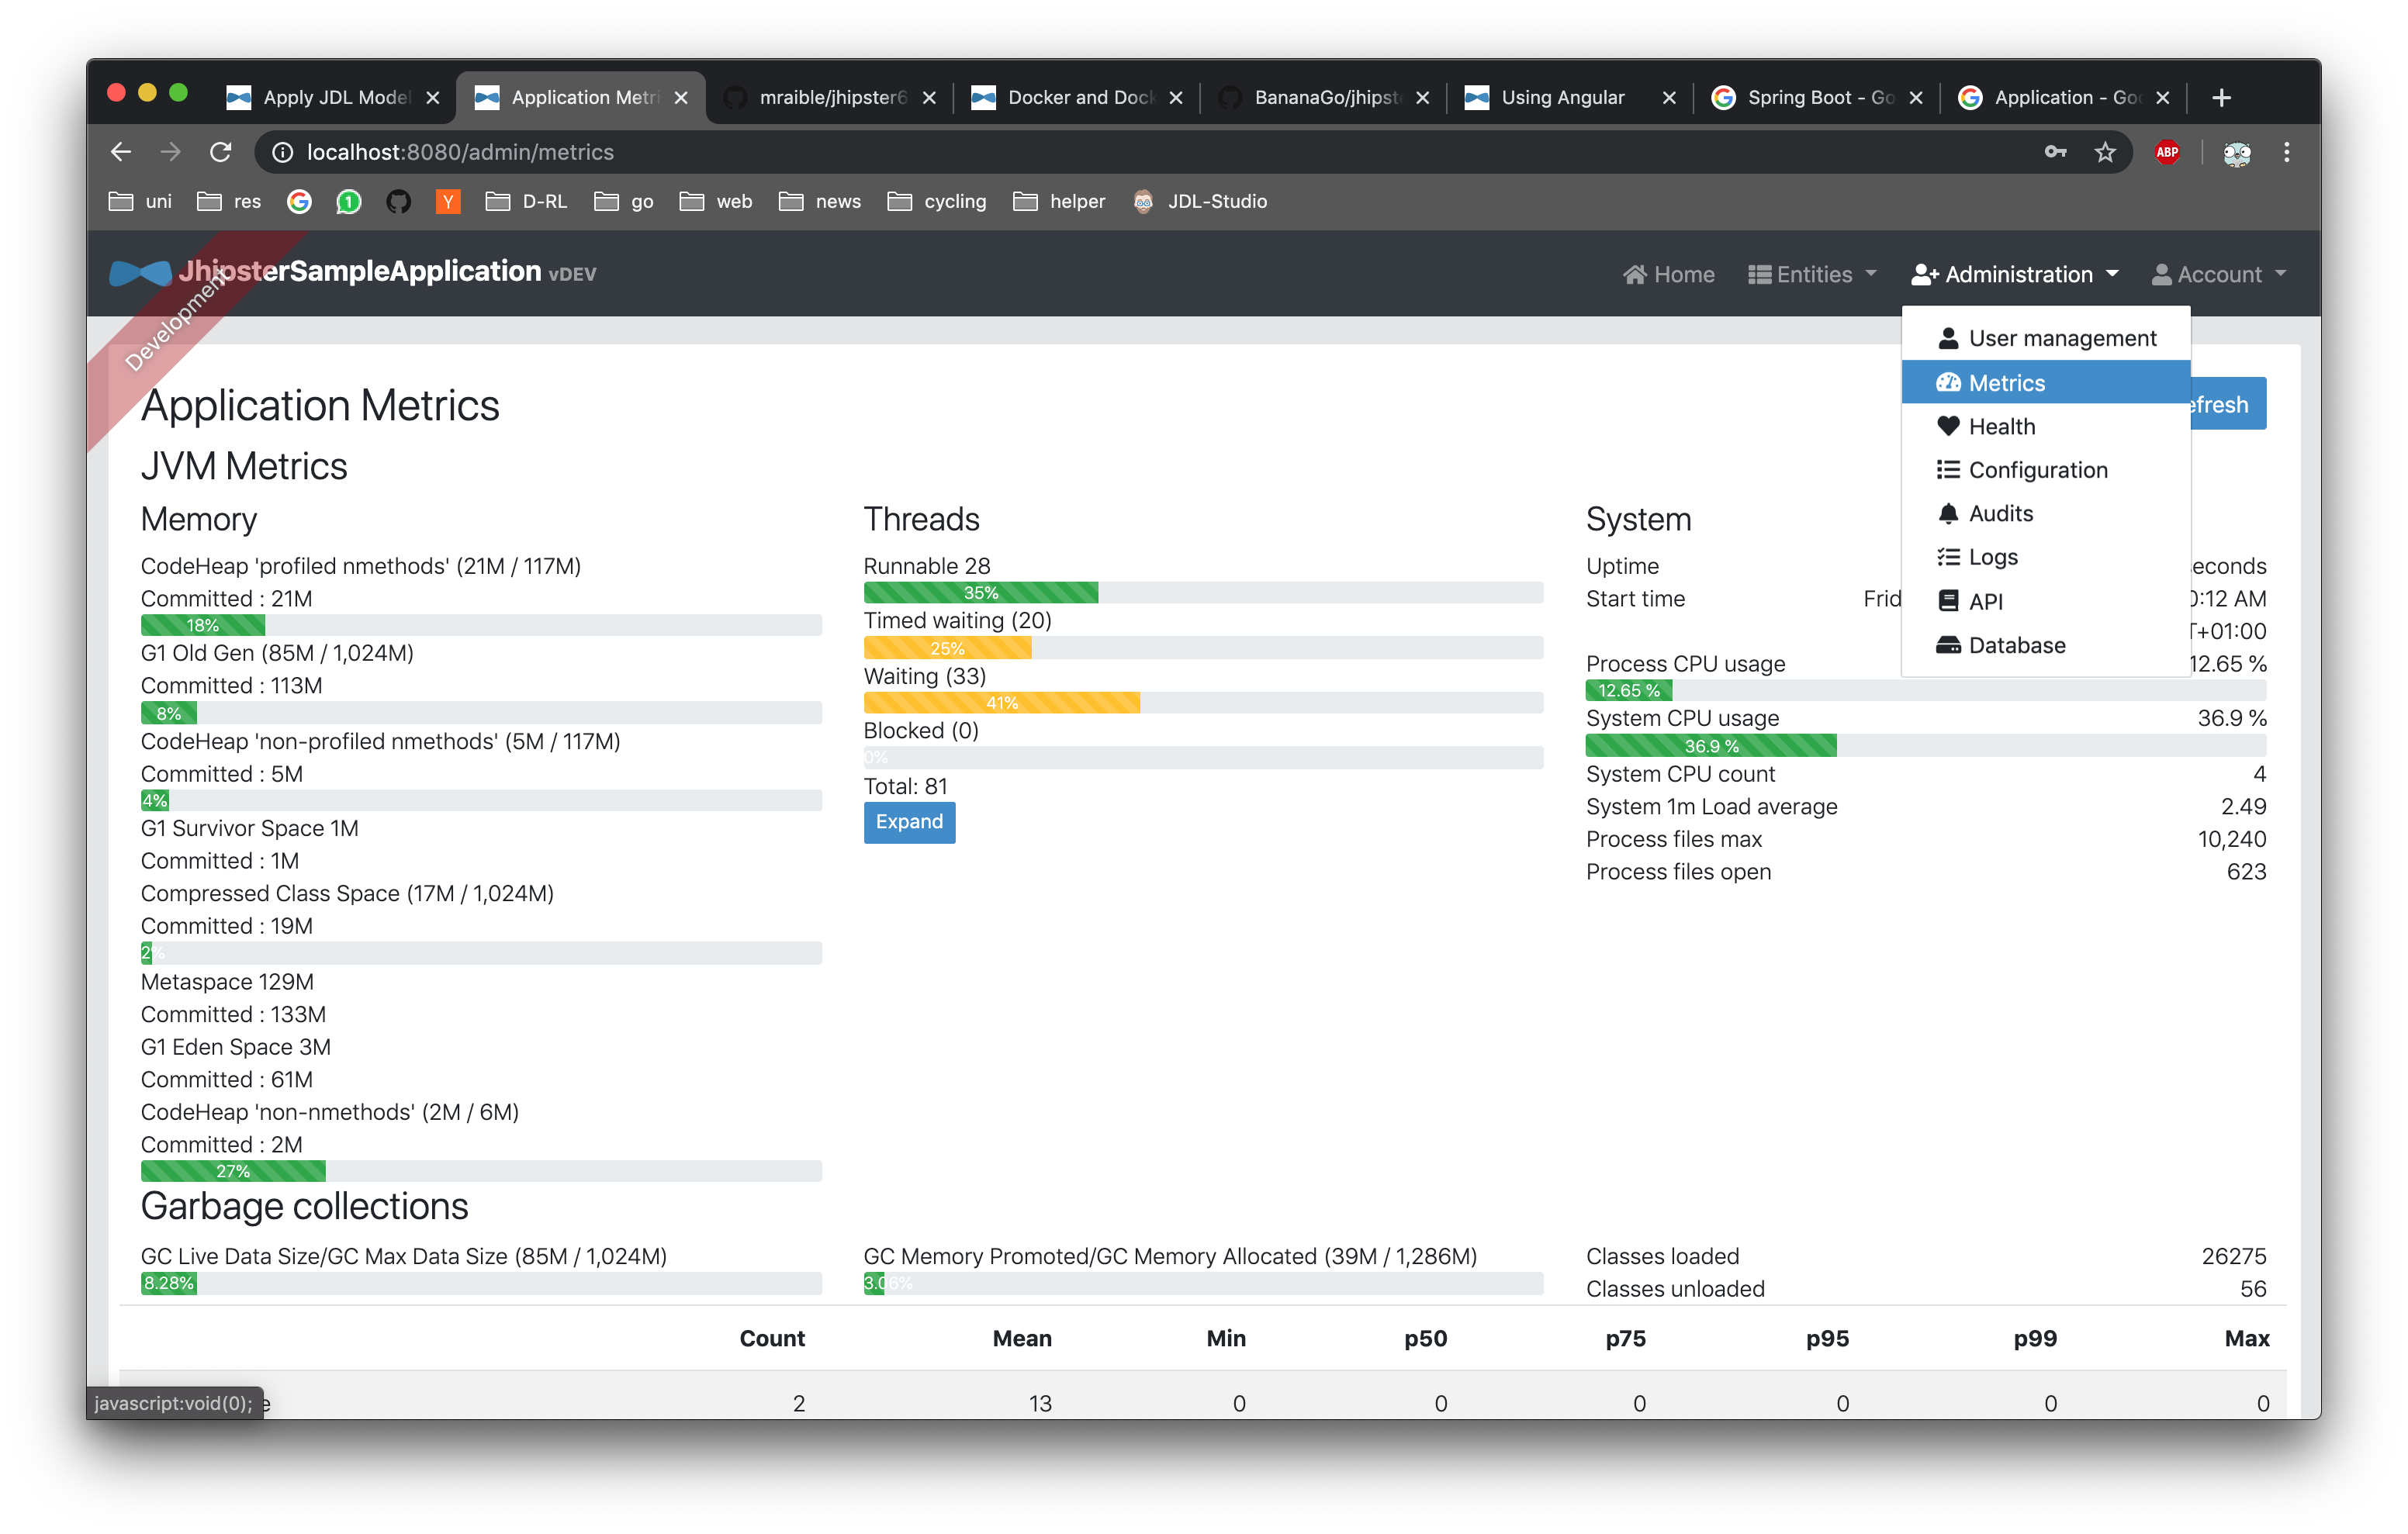 Apply JDL Model
Application Metri
mraible/jhipster6
Docker and Dock
BananaGo/jhipst
Using Angular
Spring Boot - Go
Application - Goo
localhost:8080/admin/metrics
ABP
uni
res
1
Y
D-RL
go
web
news
cycling
helper
JDL-Studio
JhipsterSampleApplication vDEV
Home
Entities
Administration
Account
Development
User management
Metrics
Health
Configuration
Audits
Logs
API
Database
Application Metrics
efresh
JVM Metrics
Memory
CodeHeap 'profiled nmethods' (21M / 117M)
Committed : 21M
18%
G1 Old Gen (85M / 1,024M)
Committed : 113M
8%
CodeHeap 'non-profiled nmethods' (5M / 117M)
Committed : 5M
4%
G1 Survivor Space 1M
Committed : 1M
Compressed Class Space (17M / 1,024M)
Committed : 19M
2%
Metaspace 129M
Committed : 133M
G1 Eden Space 3M
Committed : 61M
CodeHeap 'non-nmethods' (2M / 6M)
Committed : 2M
27%
Threads
Runnable 28
35%
Timed waiting (20)
25%
Waiting (33)
41%
Blocked (0)
0%
Total: 81
Expand
System
Uptime econds
Start time Frid 0:12 AM
T+01:00
Process CPU usage 12.65 %
12.65 %
System CPU usage 36.9 %
36.9 %
System CPU count 4
System 1m Load average 2.49
Process files max 10,240
Process files open 623
Garbage collections
GC Live Data Size/GC Max Data Size (85M / 1,024M)
8.28%
GC Memory Promoted/GC Memory Allocated (39M / 1,286M)
3.06%
Classes loaded 26275
Classes unloaded 56
Count Mean Min p50 p75 p95 p99 Max
e 2 13 0 0 0 0 0 0
javascript:void(0);